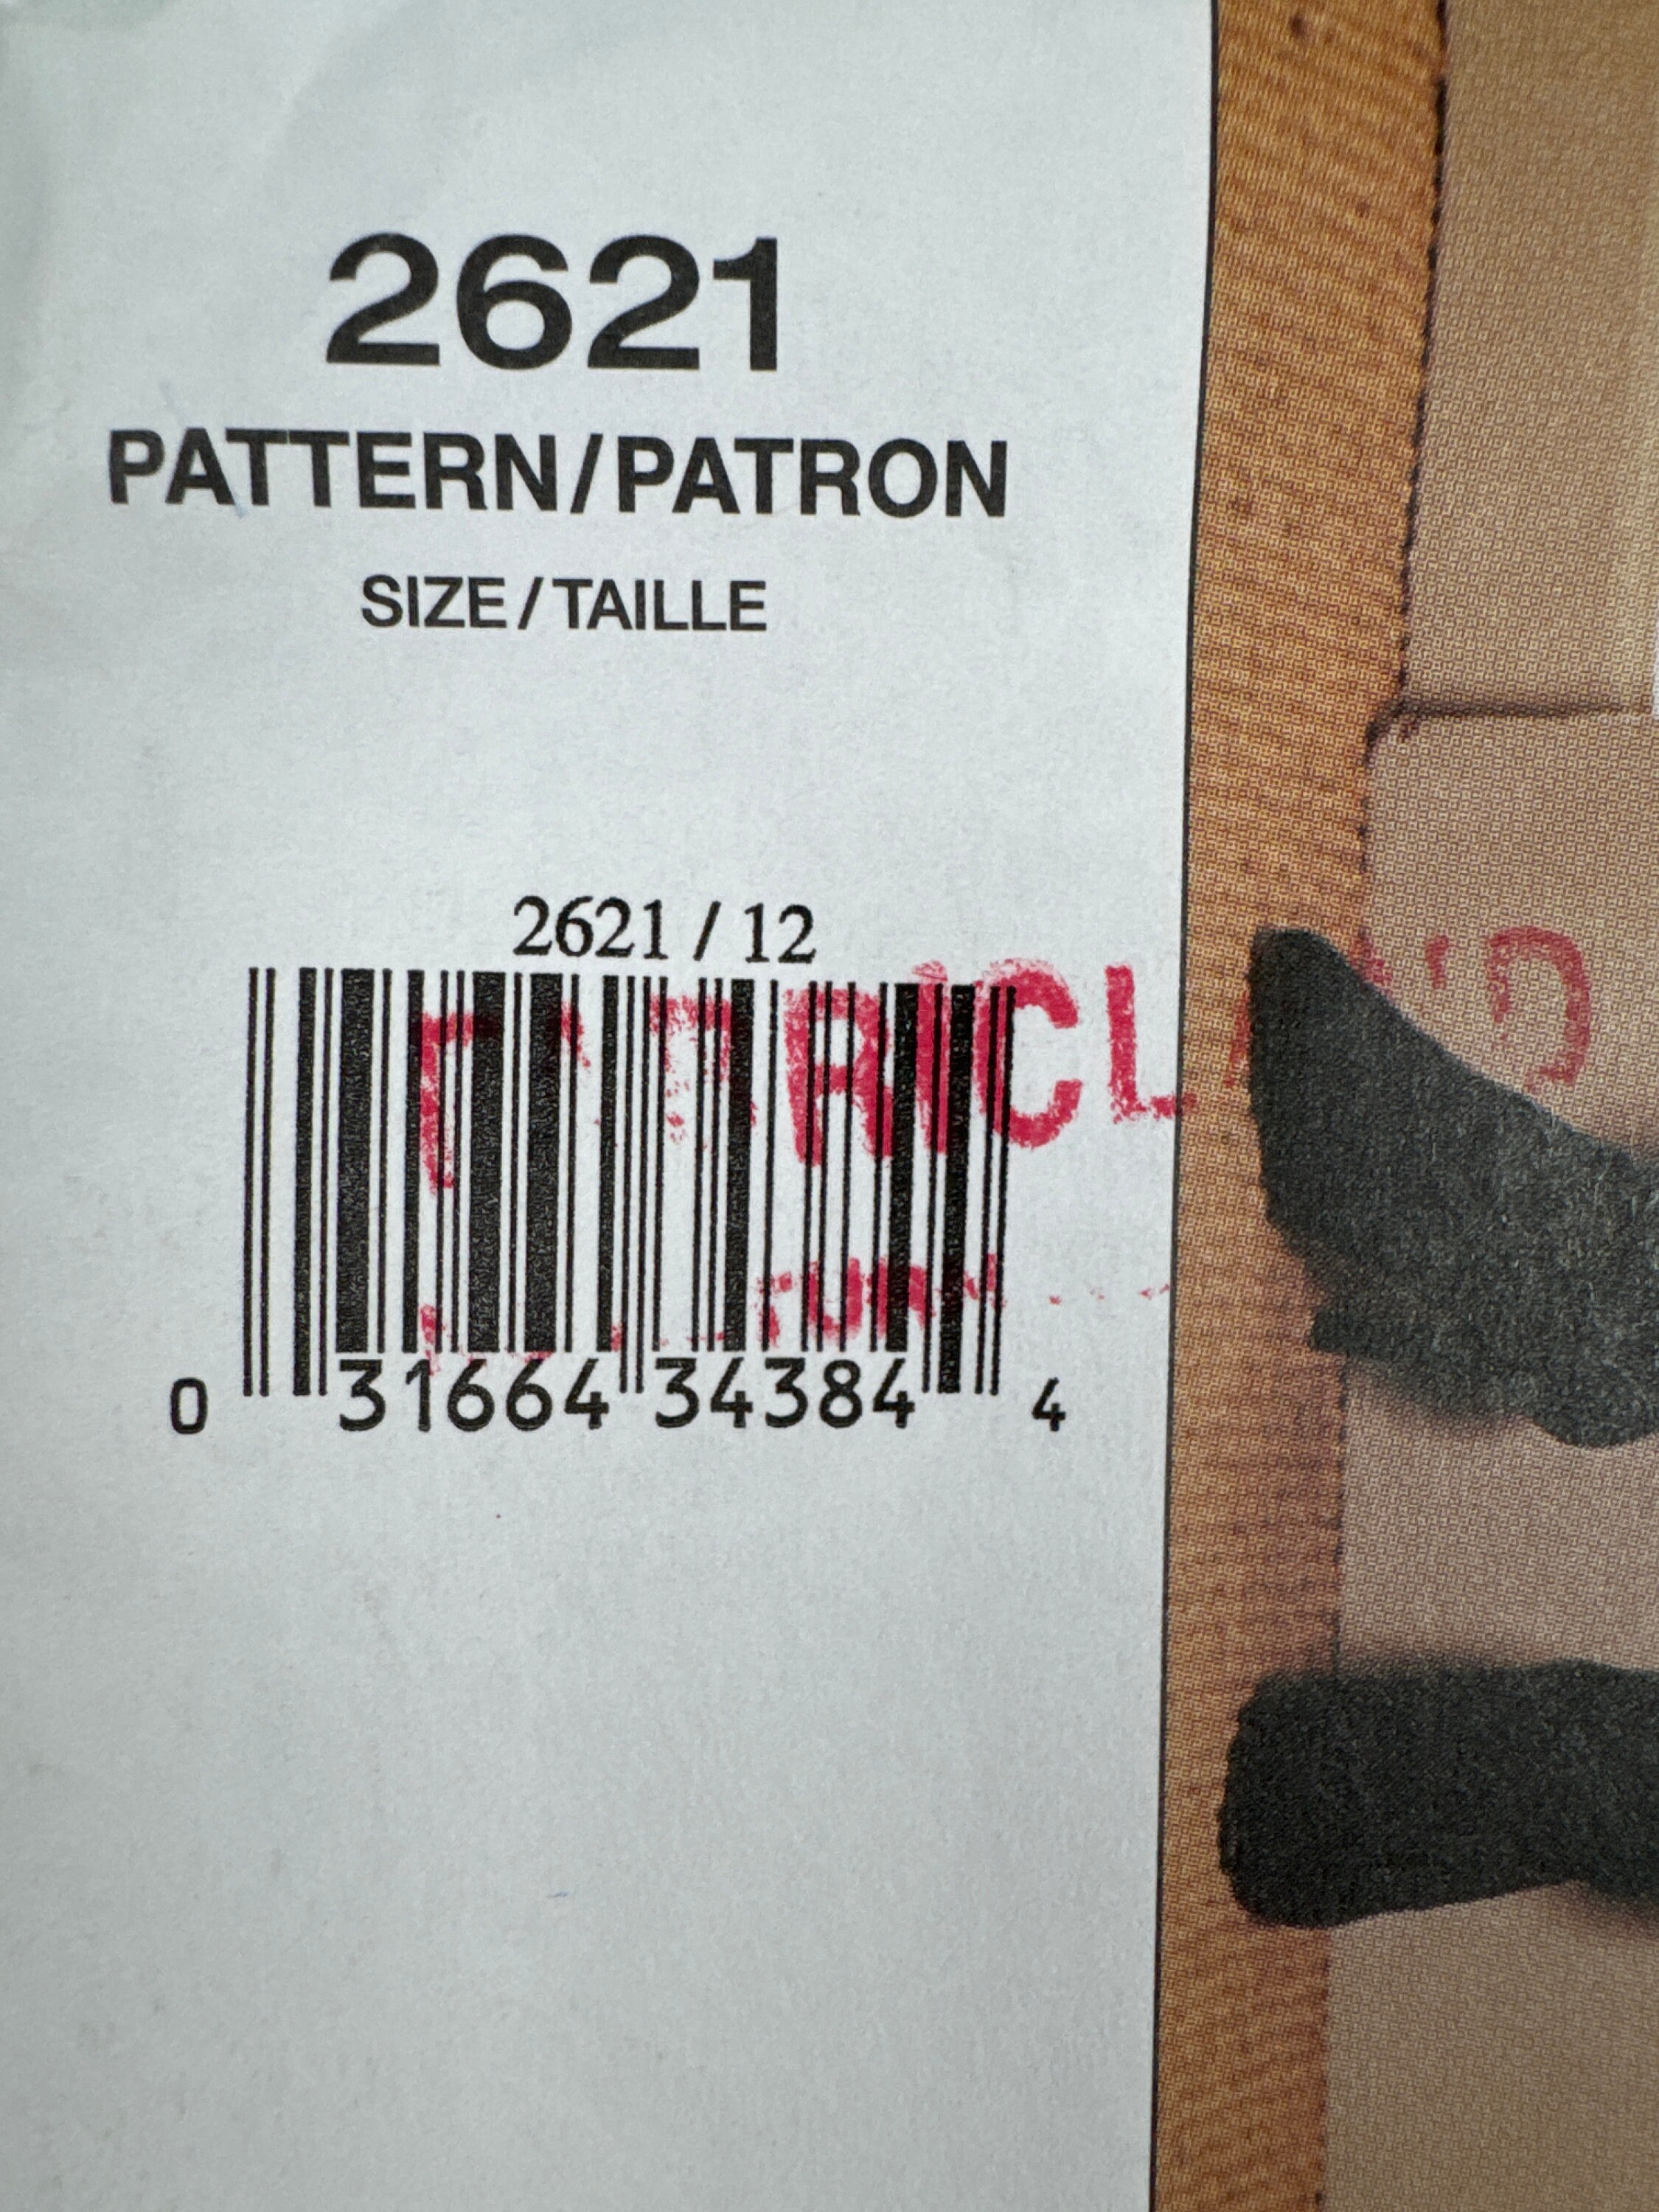 2621
PATTERN/PATRON
SIZE/TAILLE
2621 / 12
0 31664 34384 4